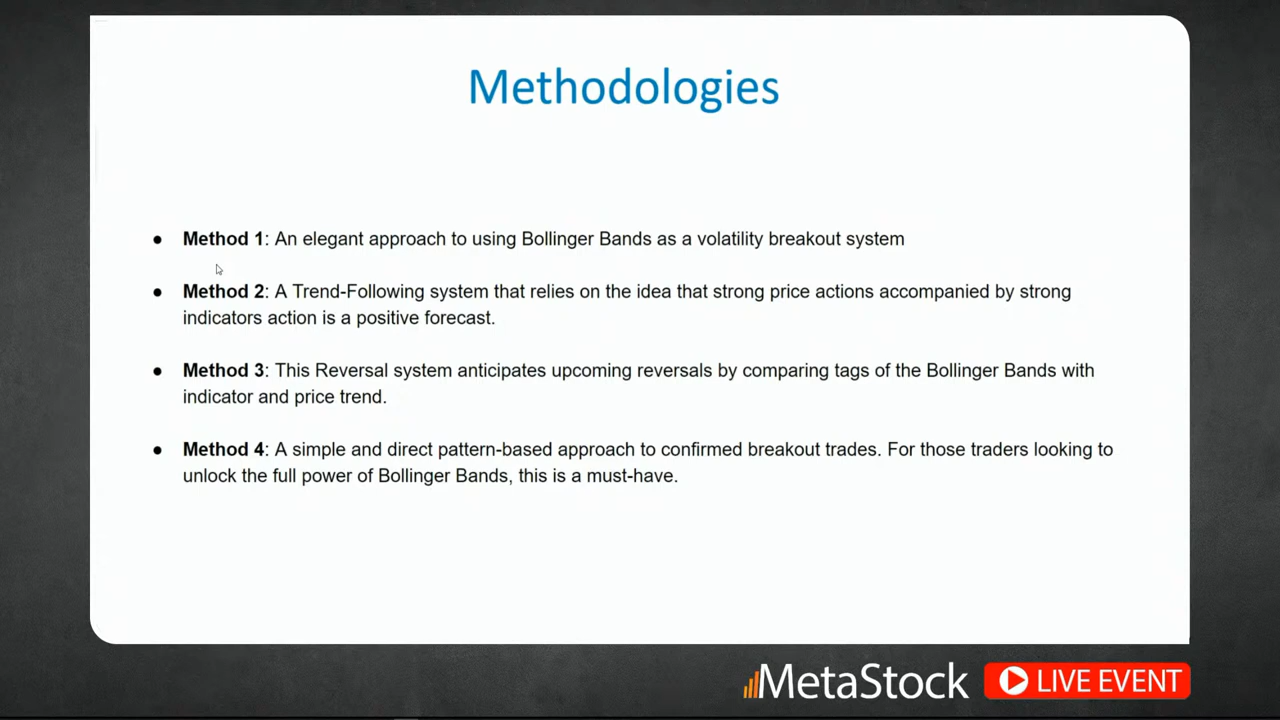 Methodologies
● Method 1: An elegant approach to using Bollinger Bands as a volatility breakout system
● Method 2: A Trend-Following system that relies on the idea that strong price actions accompanied by strong
indicators action is a positive forecast.
● Method 3: This Reversal system anticipates upcoming reversals by comparing tags of the Bollinger Bands with
indicator and price trend.
● Method 4: A simple and direct pattern-based approach to confirmed breakout trades. For those traders looking to
unlock the full power of Bollinger Bands, this is a must-have.
MetaStock LIVE EVENT